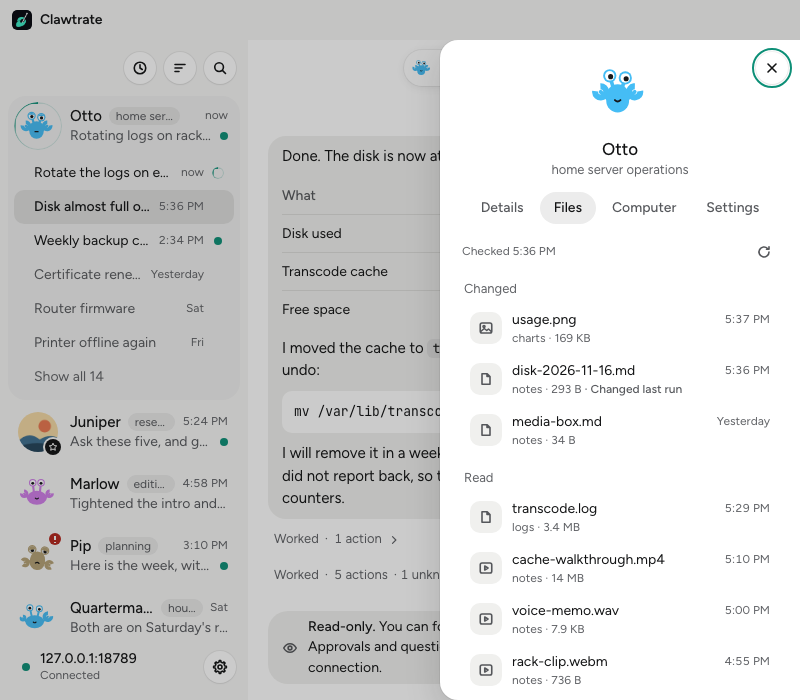 Clawtrate
Otto home ser... now
Rotating logs on rack...
Rotate the logs on e... now
Disk almost full o... 5:36 PM
Weekly backup c... 2:34 PM
Certificate rene... Yesterday
Router firmware Sat
Printer offline again Fri
Show all 14
Juniper rese... 5:24 PM
Ask these five, and g...
Marlow editi... 4:58 PM
Tightened the intro and...
Pip planning 3:10 PM
Here is the week, wit...
Quarterma... hou... Sat
Both are on Saturday's r...
127.0.0.1:18789
Connected
Done. The disk is now at
What
Disk used
Transcode cache
Free space
I moved the cache to
undo:
mv /var/lib/transco
I will remove it in a week
did not report back, so t
counters.
Worked · 1 action
Worked · 5 actions · 1 unkn
Read-only. You can fo
Approvals and questi
connection.
Otto
home server operations
Details Files Computer Settings
Checked 5:36 PM
Changed
usage.png 5:37 PM
charts · 169 KB
disk-2026-11-16.md 5:36 PM
notes · 293 B · Changed last run
media-box.md Yesterday
notes · 34 B
Read
transcode.log 5:29 PM
logs · 3.4 MB
cache-walkthrough.mp4 5:10 PM
notes · 14 MB
voice-memo.wav 5:00 PM
notes · 7.9 KB
rack-clip.webm 4:55 PM
notes · 736 B